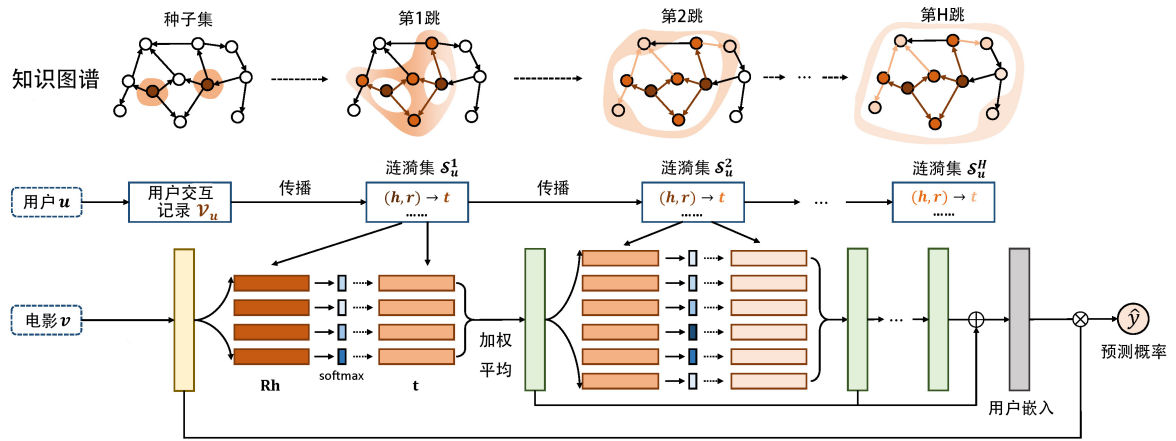 种子集
第1跳
第2跳
第H跳
知识图谱
...
涟漪集 𝓢ᵤ¹
涟漪集 𝓢ᵤ²
涟漪集 𝓢ᵤᴴ
用户 u
用户交互
记录 𝓥ᵤ
传播
(h, r) → t
......
传播
(h, r) → t
......
...
(h, r) → t
......
电影 v
Rh
softmax
t
加权
平均
...
用户嵌入
ŷ
预测概率